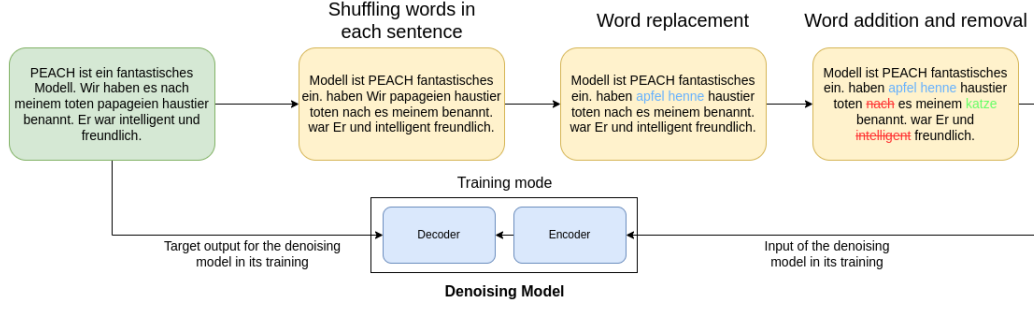 Shuffling words in
each sentence
Word replacement
Word addition and removal
PEACH ist ein fantastisches
Modell. Wir haben es nach
meinem toten papageien haustier
benannt. Er war intelligent und
freundlich.
Modell ist PEACH fantastisches
ein. haben Wir papageien haustier
toten nach es meinem benannt.
war Er und intelligent freundlich.
Modell ist PEACH fantastisches
ein. haben apfel henne haustier
toten nach es meinem benannt.
war Er und intelligent freundlich.
Modell ist PEACH fantastisches
ein. haben apfel henne haustier
toten nach es meinem katze
benannt. war Er und
intelligent freundlich.
Training mode
Decoder
Encoder
Target output for the denoising
model in its training
Input of the denoising
model in its training
Denoising Model